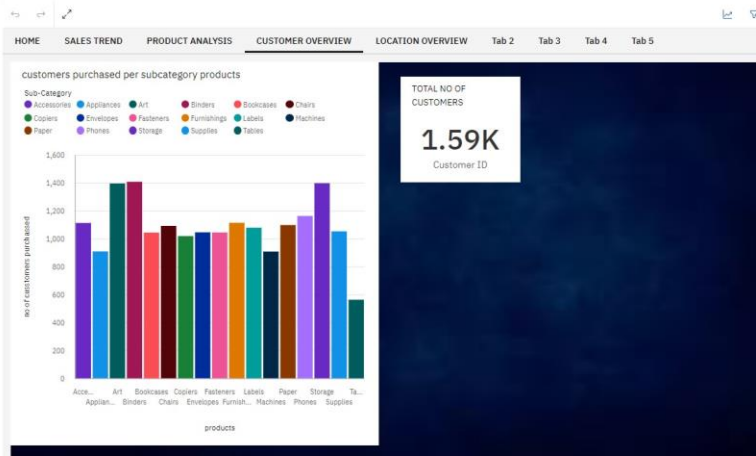 HOME SALES TREND PRODUCT ANALYSIS CUSTOMER OVERVIEW LOCATION OVERVIEW Tab 2 Tab 3 Tab 4 Tab 5
customers purchased per subcategory products
Sub-Category
Accessories Appliances Art Binders Bookcases Chairs
Copiers Envelopes Fasteners Furnishings Labels Machines
Paper Phones Storage Supplies Tables
1,600
1,400
1,200
1,000
800
600
400
200
0
no of cusstomers purchassed
Acce... Art Bookcases Copiers Fasteners Labels Paper Storage Ta...
Applian... Binders Chairs Envelopes Furnish... Machines Phones Supplies
products
TOTAL NO OF
CUSTOMERS
1.59K
Customer ID